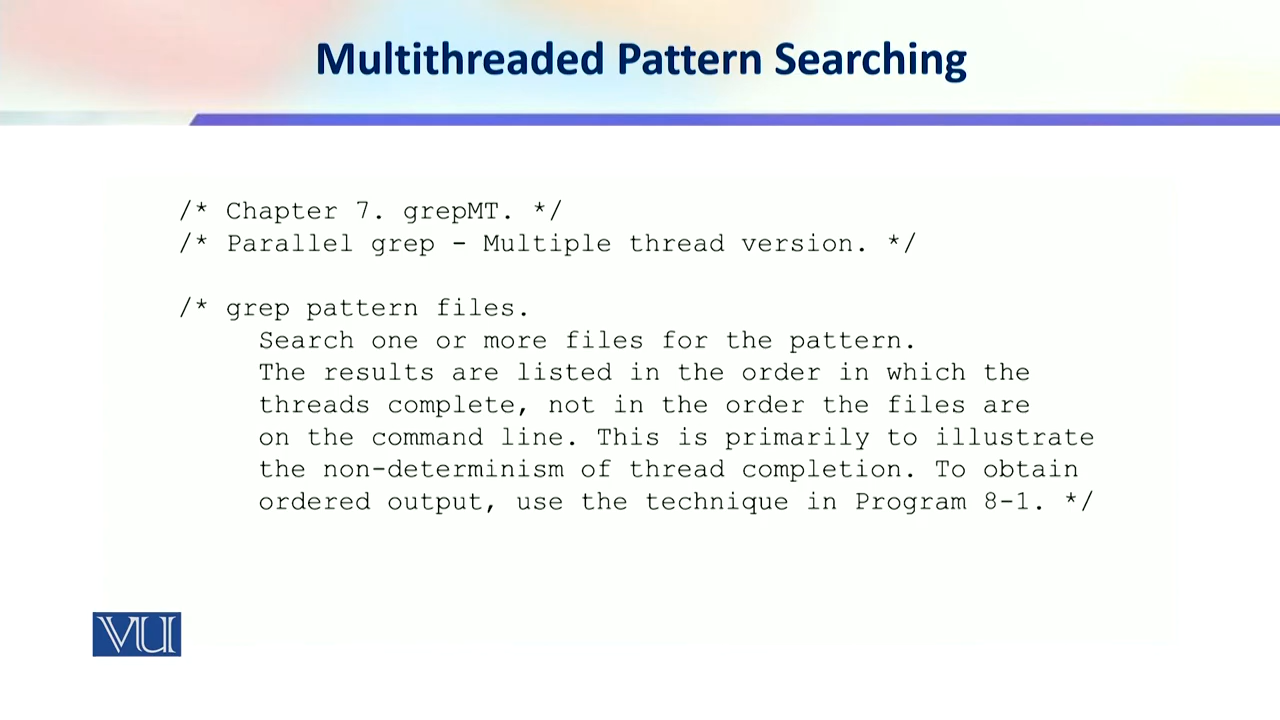 Multithreaded Pattern Searching
/* Chapter 7. grepMT. */
/* Parallel grep - Multiple thread version. */
/* grep pattern files.
Search one or more files for the pattern.
The results are listed in the order in which the
threads complete, not in the order the files are
on the command line. This is primarily to illustrate
the non-determinism of thread completion. To obtain
ordered output, use the technique in Program 8-1. */
VU